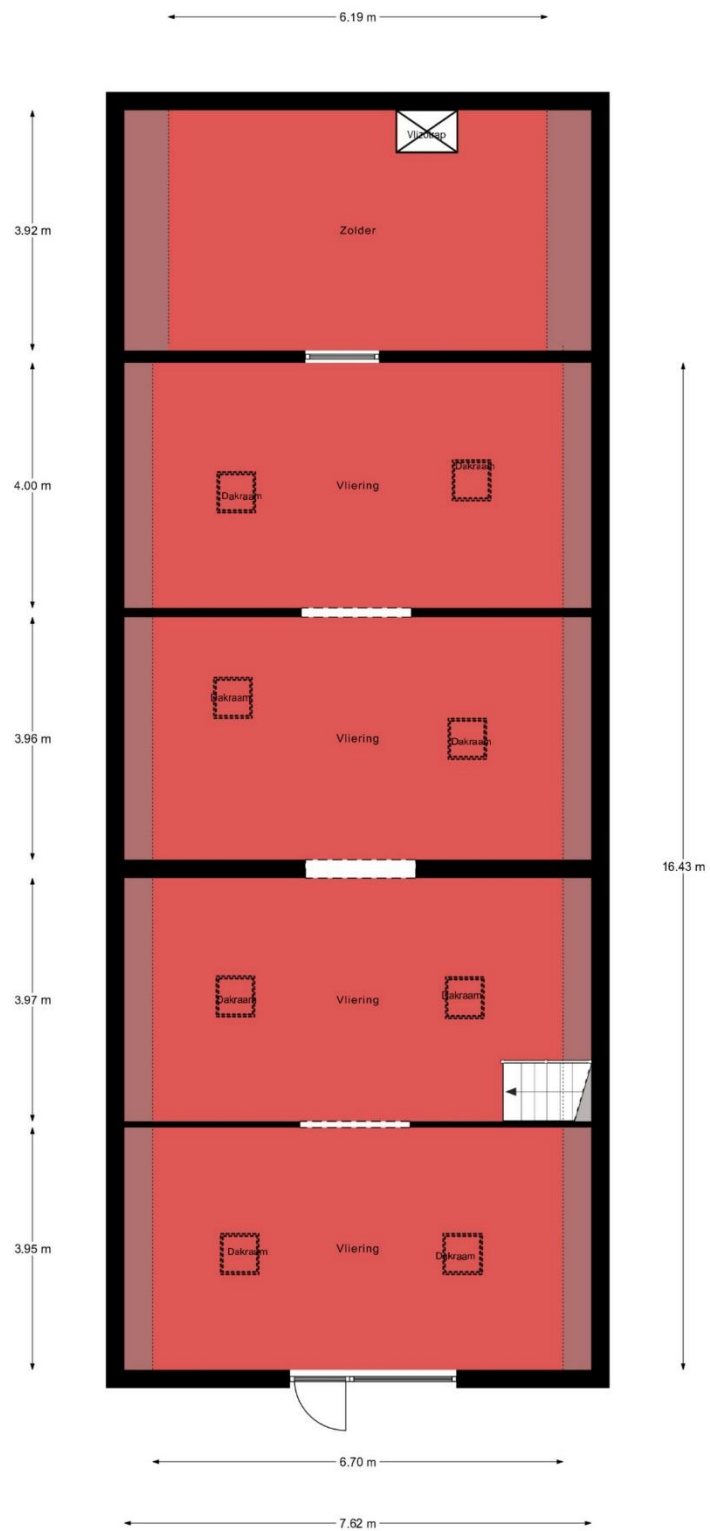 6.19 m
Vlizotrap
3.92 m
Zolder
4.00 m
Dakraam
Vliering
Dakraam
3.96 m
Dakraam
Vliering
Dakraam
16.43 m
3.97 m
Dakraam
Vliering
Dakraam
3.95 m
Dakraam
Vliering
Dakraam
6.70 m
7.62 m